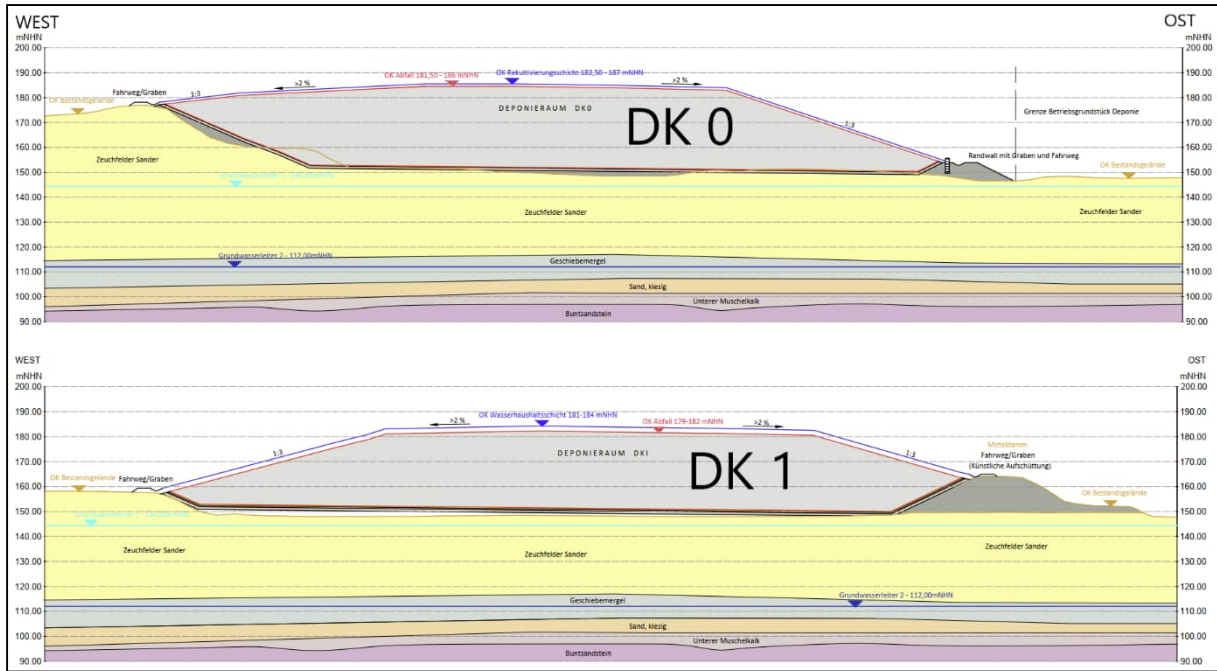 WEST
OST
mNHN
mNHN
200.00
200.00
190.00
190.00
180.00
180.00
170.00
170.00
160.00
160.00
150.00
150.00
140.00
140.00
130.00
130.00
120.00
120.00
110.00
110.00
100.00
100.00
90.00
90.00
OK Abfall 181,50 - 186 mNHN
OK Rekultivierungsschicht 182,50 - 187 mNHN
>2 %
>2 %
Fahrweg/Graben
1:3
OK Bestandsgelände
DEPONIERAUM DK0
DK 0
1:3
Grenze Betriebsgrundstück Deponie
Randwall mit Graben und Fahrweg
OK Bestandsgelände
Zeuchfelder Sander
Zeuchfelder Sander
Zeuchfelder Sander
Grundwasserleiter 2 - 112,00mNHN
Geschiebemergel
Sand, kiesig
Unterer Muschelkalk
Buntsandstein
WEST
OST
mNHN
mNHN
200.00
200.00
190.00
190.00
180.00
180.00
170.00
170.00
160.00
160.00
150.00
150.00
140.00
140.00
130.00
130.00
120.00
120.00
110.00
110.00
100.00
100.00
90.00
90.00
>2 %
OK Wasserhaushaltsschicht 181-184 mNHN
OK Abfall 179-182 mNHN
>2 %
1:3
DEPONIERAUM DKI
DK 1
1:3
Mitteldamm
Fahrweg/Graben
(Künstliche Aufschüttung)
OK Bestandsgelände
Fahrweg/Graben
OK Bestandsgelände
Zeuchfelder Sander
Zeuchfelder Sander
Zeuchfelder Sander
Grundwasserleiter 2 - 112,00mNHN
Geschiebemergel
Sand, kiesig
Unterer Muschelkalk
Buntsandstein